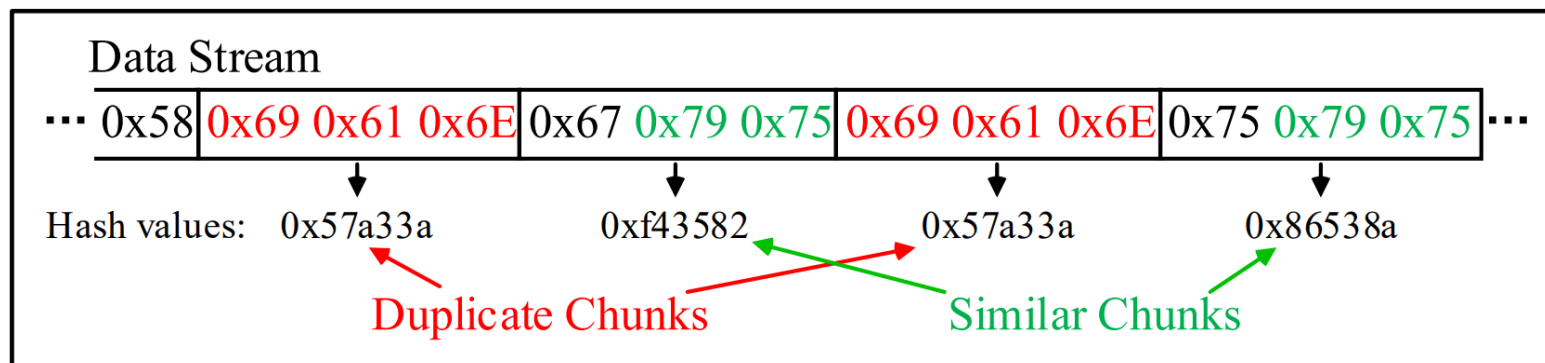 Data Stream
··· 0x58 0x69 0x61 0x6E 0x67 0x79 0x75 0x69 0x61 0x6E 0x75 0x79 0x75 ···
Hash values: 0x57a33a 0xf43582 0x57a33a 0x86538a
Duplicate Chunks Similar Chunks